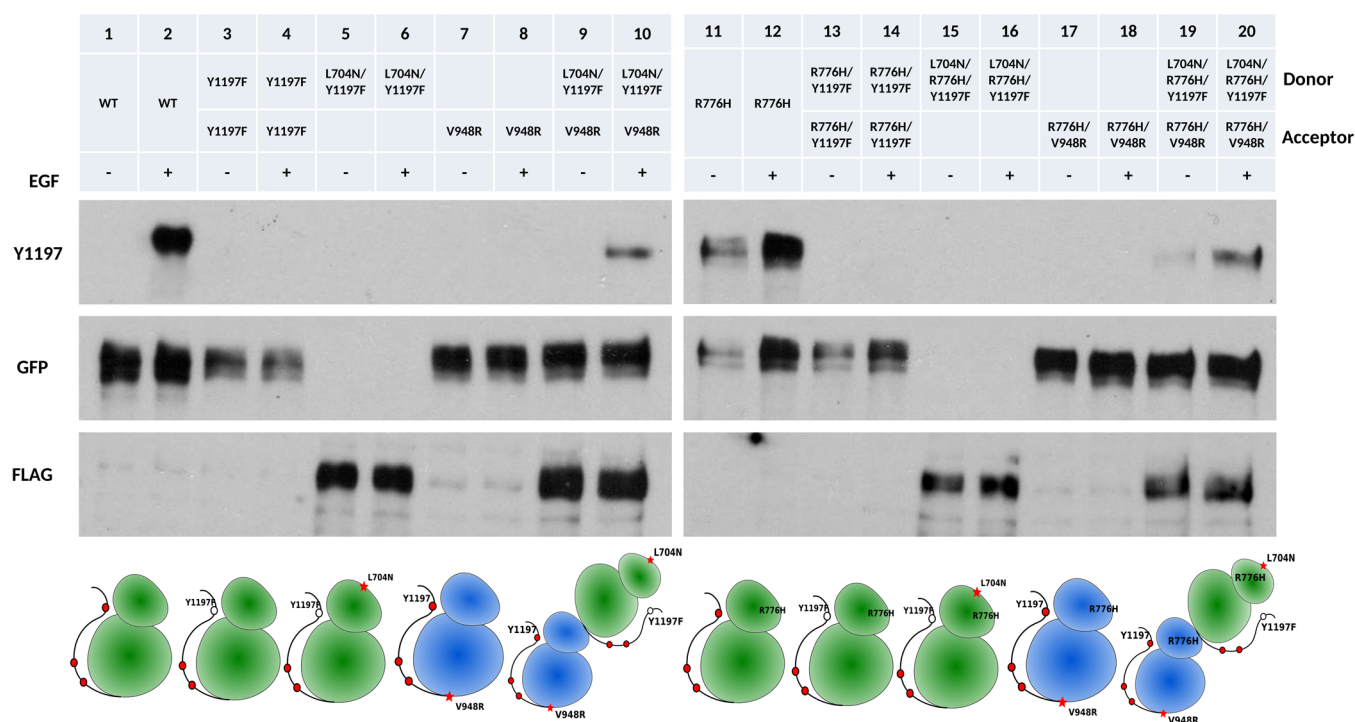 1 2 3 4 5 6 7 8 9 10 11 12 13 14 15 16 17 18 19 20
WT WT Y1197F Y1197F L704N/ L704N/ L704N/ L704N/ R776H R776H R776H/ R776H/ L704N/ L704N/ L704N/ L704N/ Donor
Y1197F Y1197F Y1197F Y1197F Y1197F Y1197F R776H/ R776H/ R776H/ R776H/
Y1197F Y1197F Y1197F Y1197F
Y1197F Y1197F V948R V948R V948R V948R R776H/ R776H/ R776H/ R776H/ R776H/ R776H/ Acceptor
Y1197F Y1197F V948R V948R V948R V948R
EGF - + - + - + - + - + - + - + - + - + - +
Y1197
GFP
FLAG
L704N L704N
L704N L704N
Y1197F Y1197F Y1197 R776H Y1197F R776H Y1197F R776H Y1197 R776H R776H
Y1197 Y1197F Y1197 R776H Y1197F
V948R V948R V948R V948R